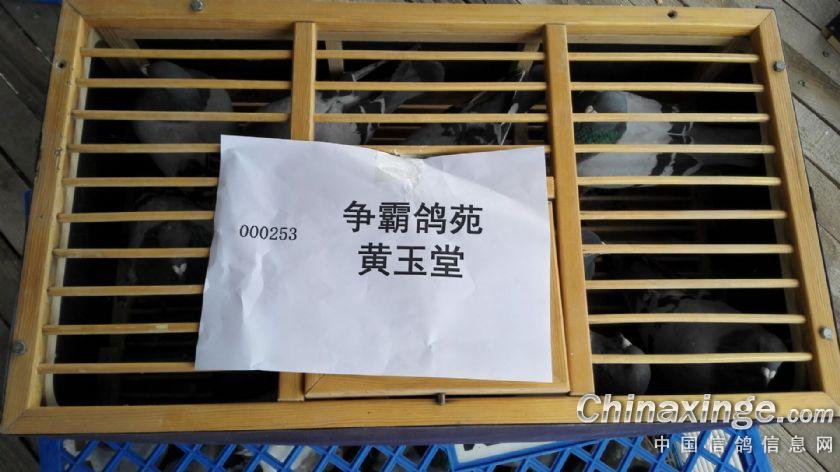 000253
争霸鸽苑
黄玉堂
Chinaxinge.com
中国信鸽信息网